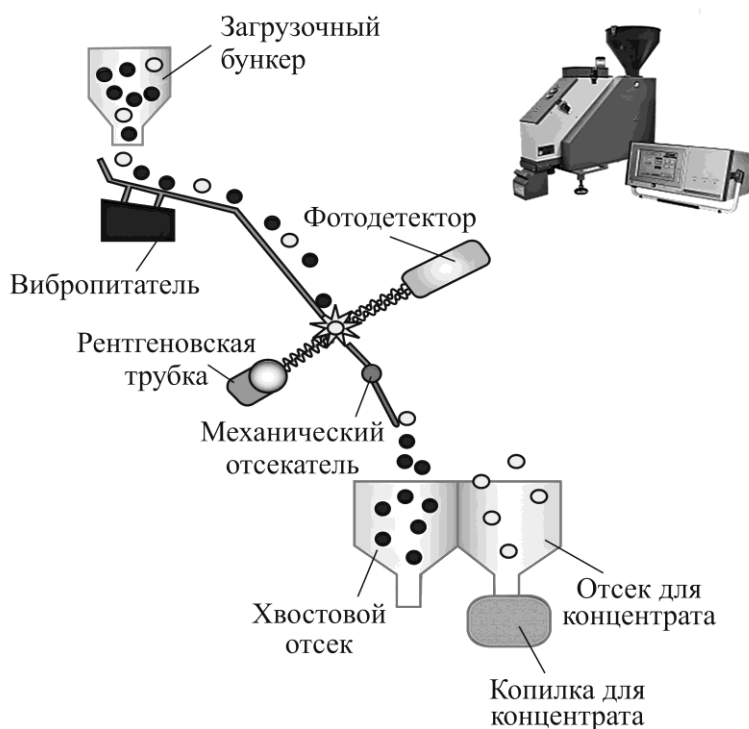 Загрузочный
бункер
Фотодетектор
Вибропитатель
Рентгеновская
трубка
Механический
отсекатель
Отсек для
концентрата
Хвостовой
отсек
Копилка для
концентрата